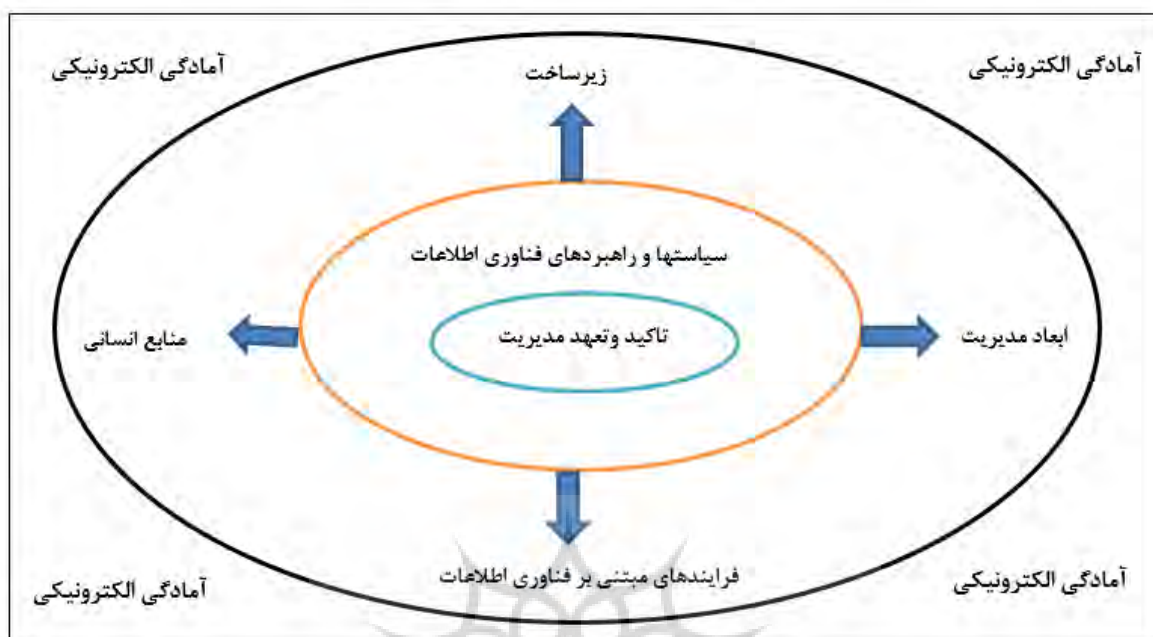 آمادگی الکترونیکی
آمادگی الکترونیکی
زیرساخت
سیاستها و راهبردهای فناوری اطلاعات
تاکید وتعهد مدیریت
ابعاد مدیریت
منابع انسانی
فرایندهای مبتنی بر فناوری اطلاعات
آمادگی الکترونیکی
آمادگی الکترونیکی